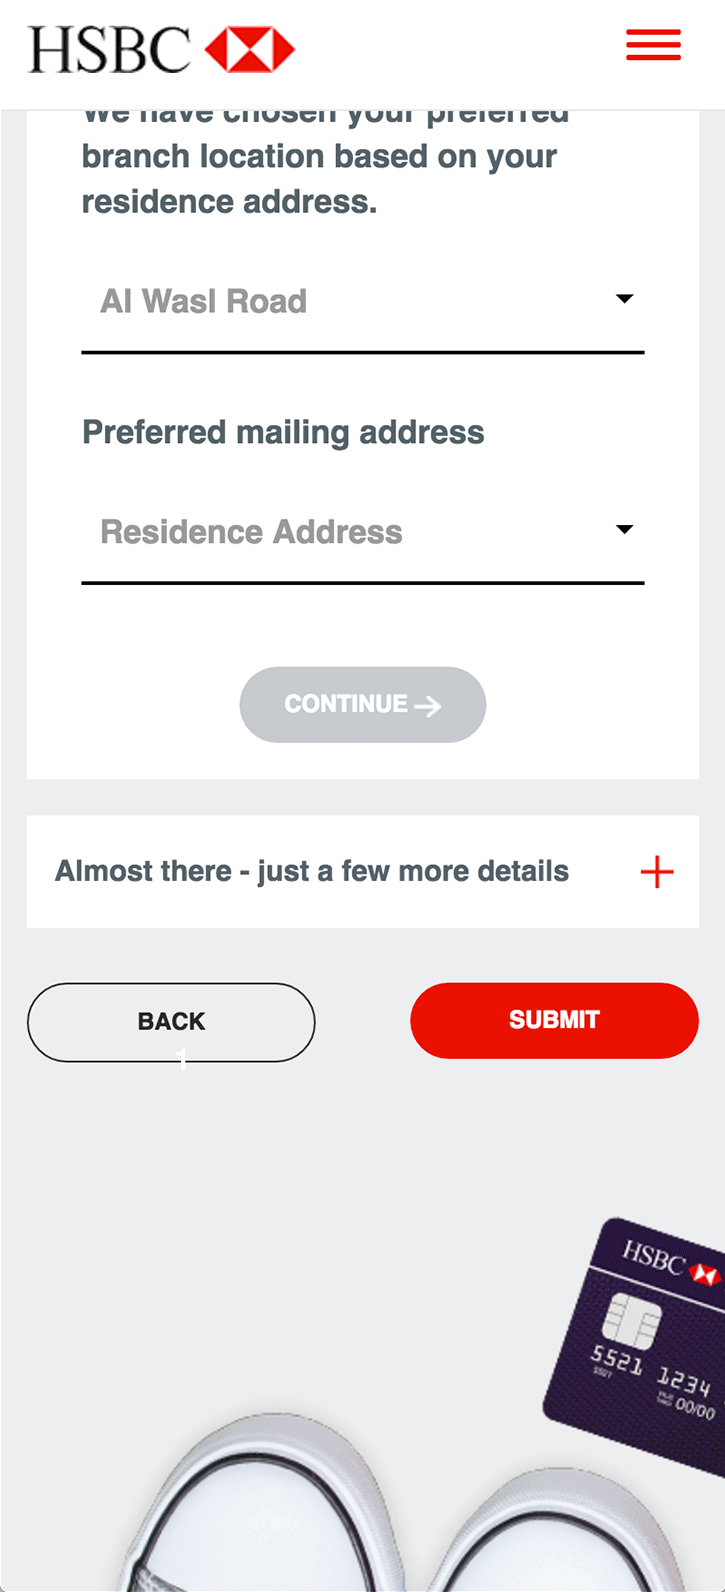 HSBC
We have chosen your preferred
branch location based on your
residence address.
Al Wasl Road
Preferred mailing address
Residence Address
CONTINUE →
Almost there - just a few more details
BACK
1
SUBMIT
HSBC
5521 1234
5521
00/00